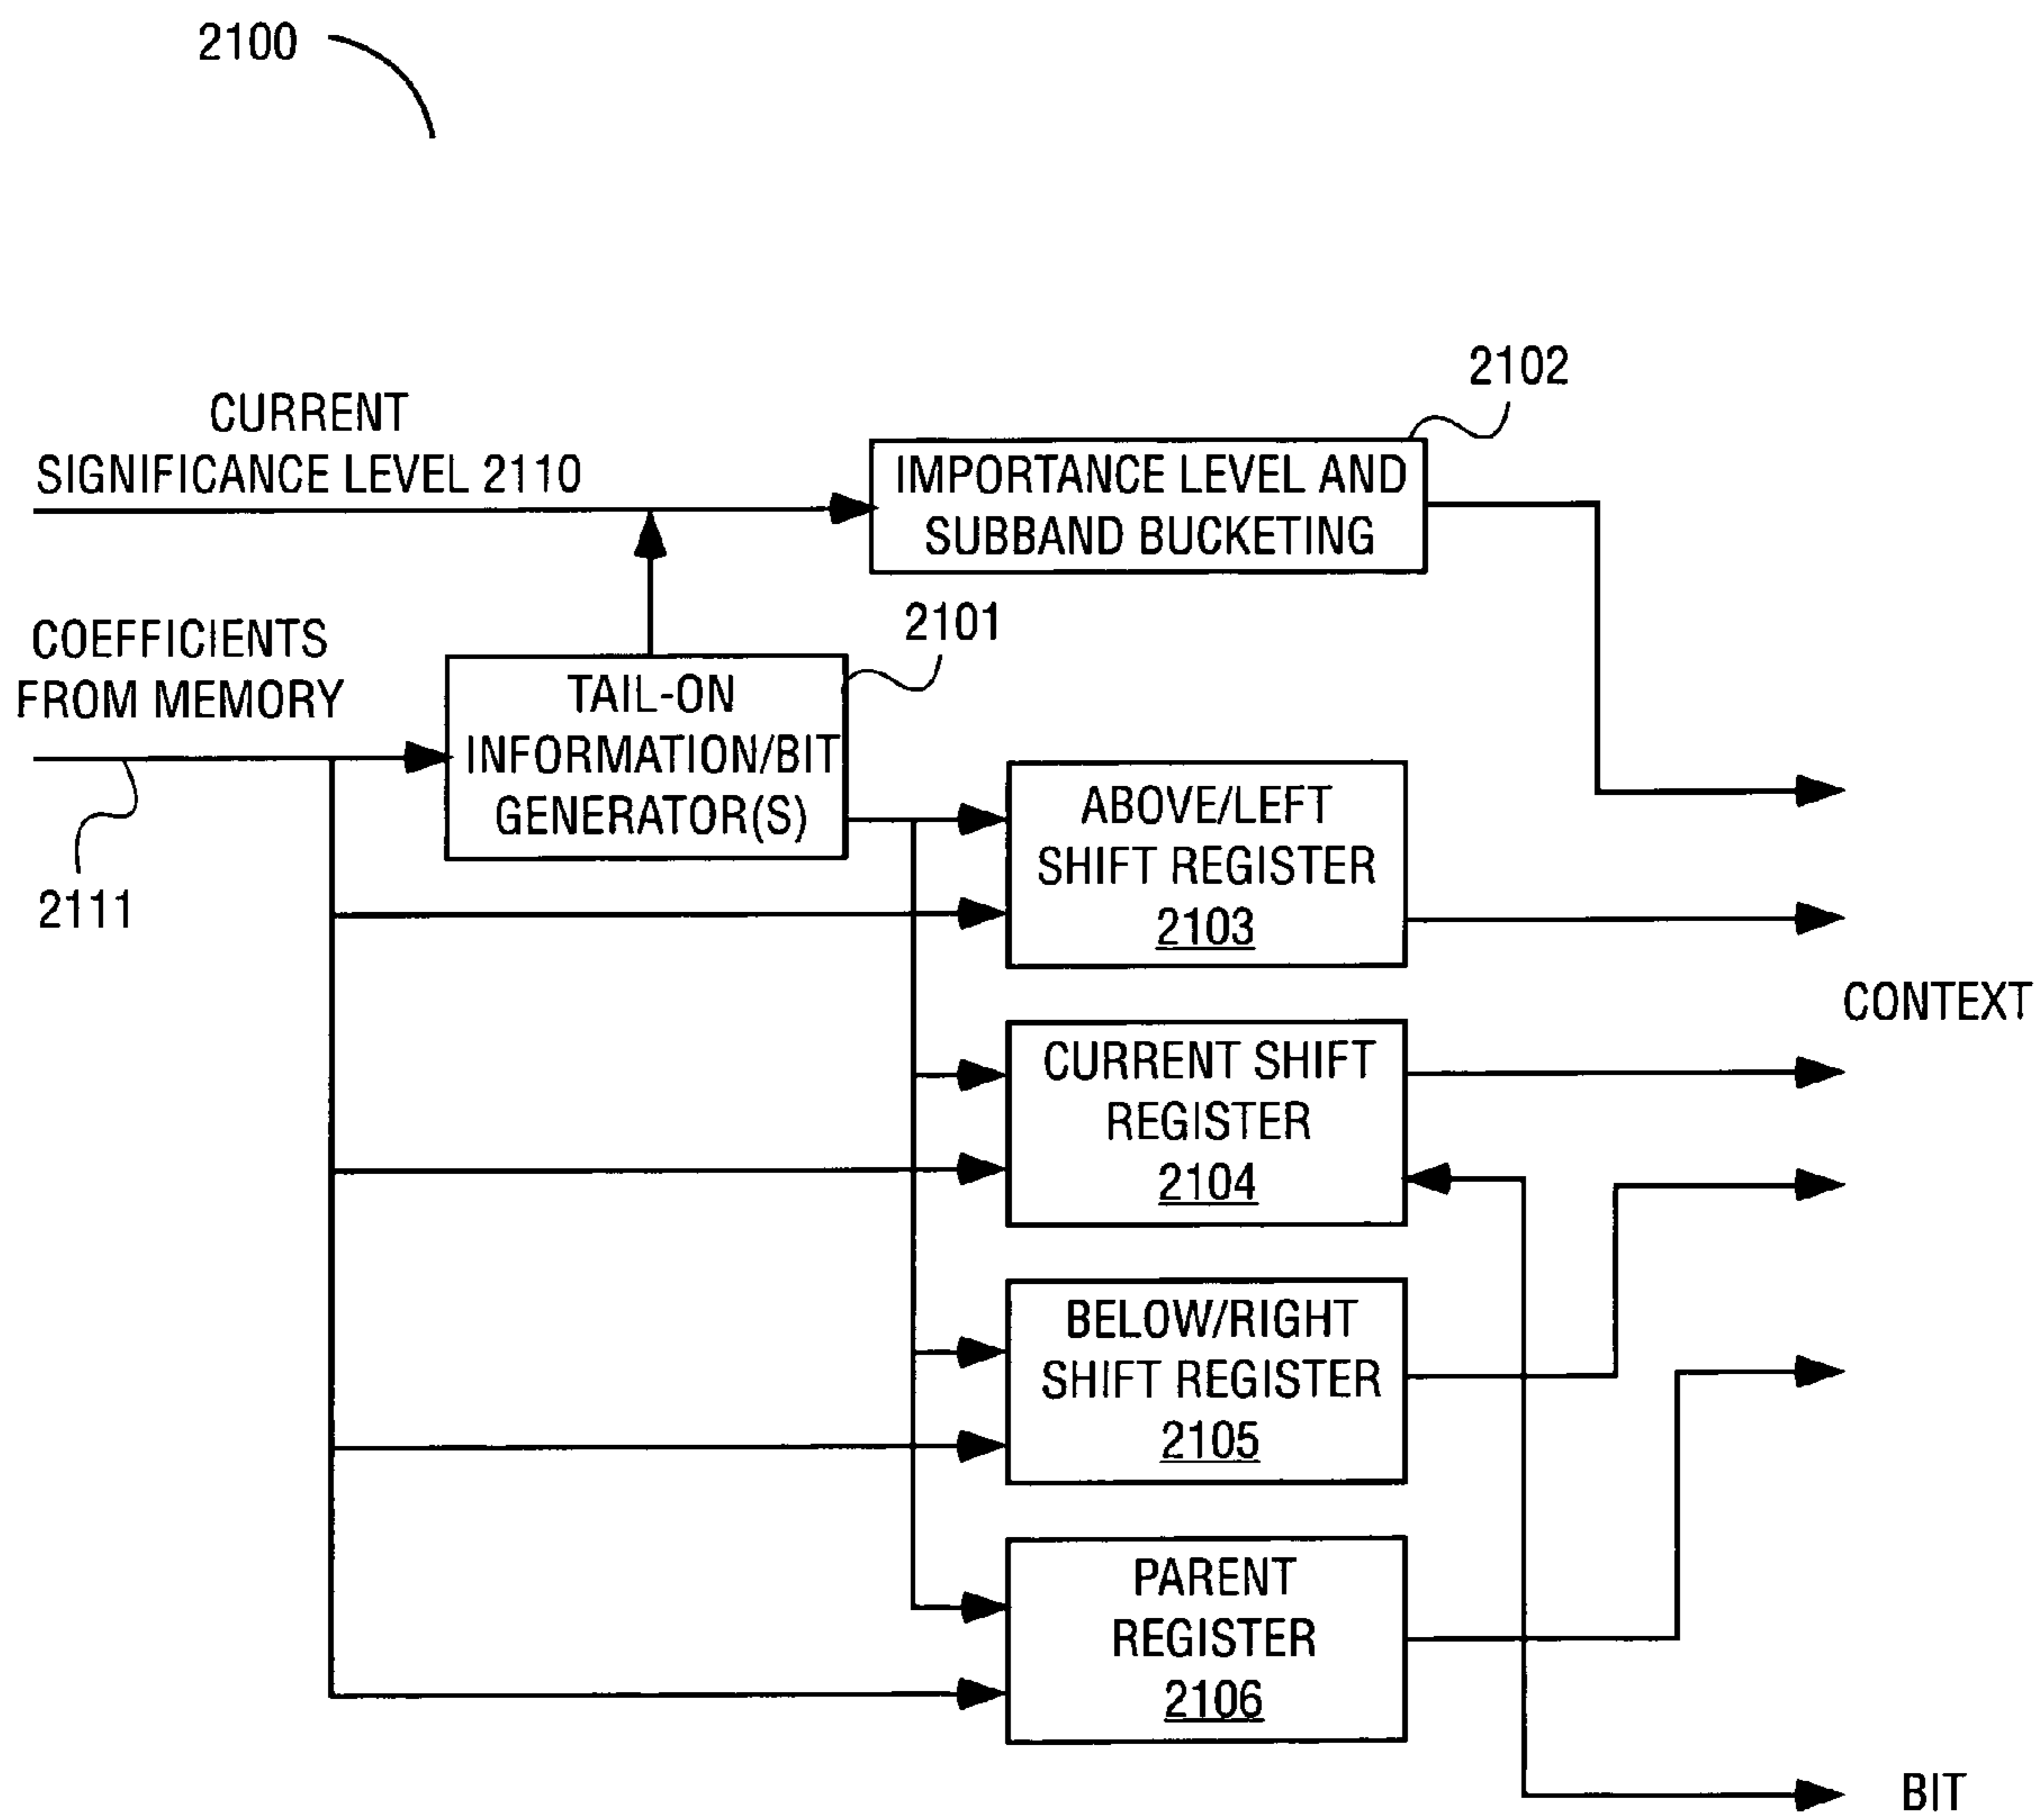 2100
2102
CURRENT
SIGNIFICANCE LEVEL 2110
IMPORTANCE LEVEL AND
SUBBAND BUCKETING
2101
COEFFICIENTS
FROM MEMORY
TAIL-ON
INFORMATION/BIT
GENERATOR(S)
2111
ABOVE/LEFT
SHIFT REGISTER
2103
CONTEXT
CURRENT SHIFT
REGISTER
2104
BELOW/RIGHT
SHIFT REGISTER
2105
PARENT
REGISTER
2106
BIT